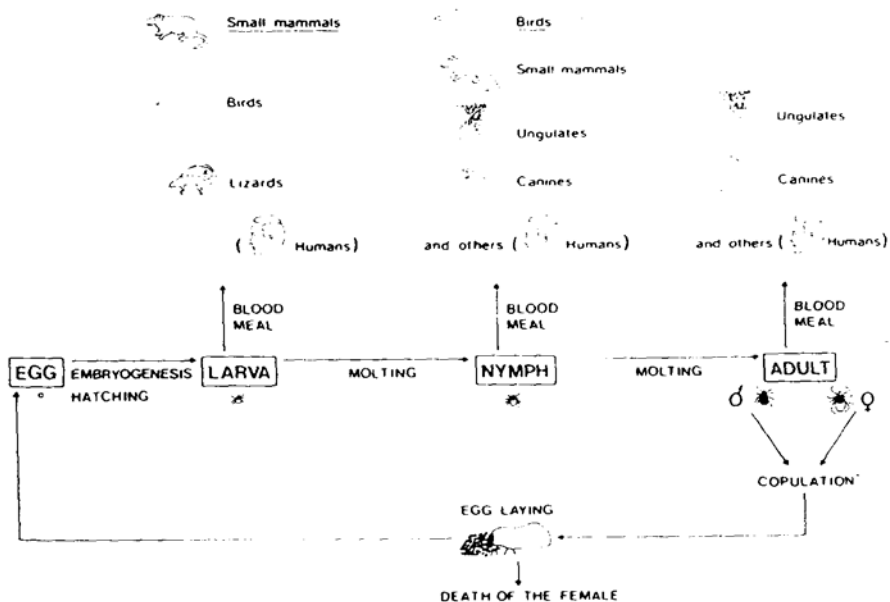 Small mammals
Birds
Lizards
( Humans)
Birds
Small mammals
Ungulates
Canines
and others ( Humans)
Ungulates
Canines
and others ( Humans)
BLOOD
MEAL
BLOOD
MEAL
BLOOD
MEAL
EGG
EMBRYOGENESIS
HATCHING
LARVA
MOLTING
NYMPH
MOLTING
ADULT
♂
♀
COPULATION
EGG LAYING
DEATH OF THE FEMALE